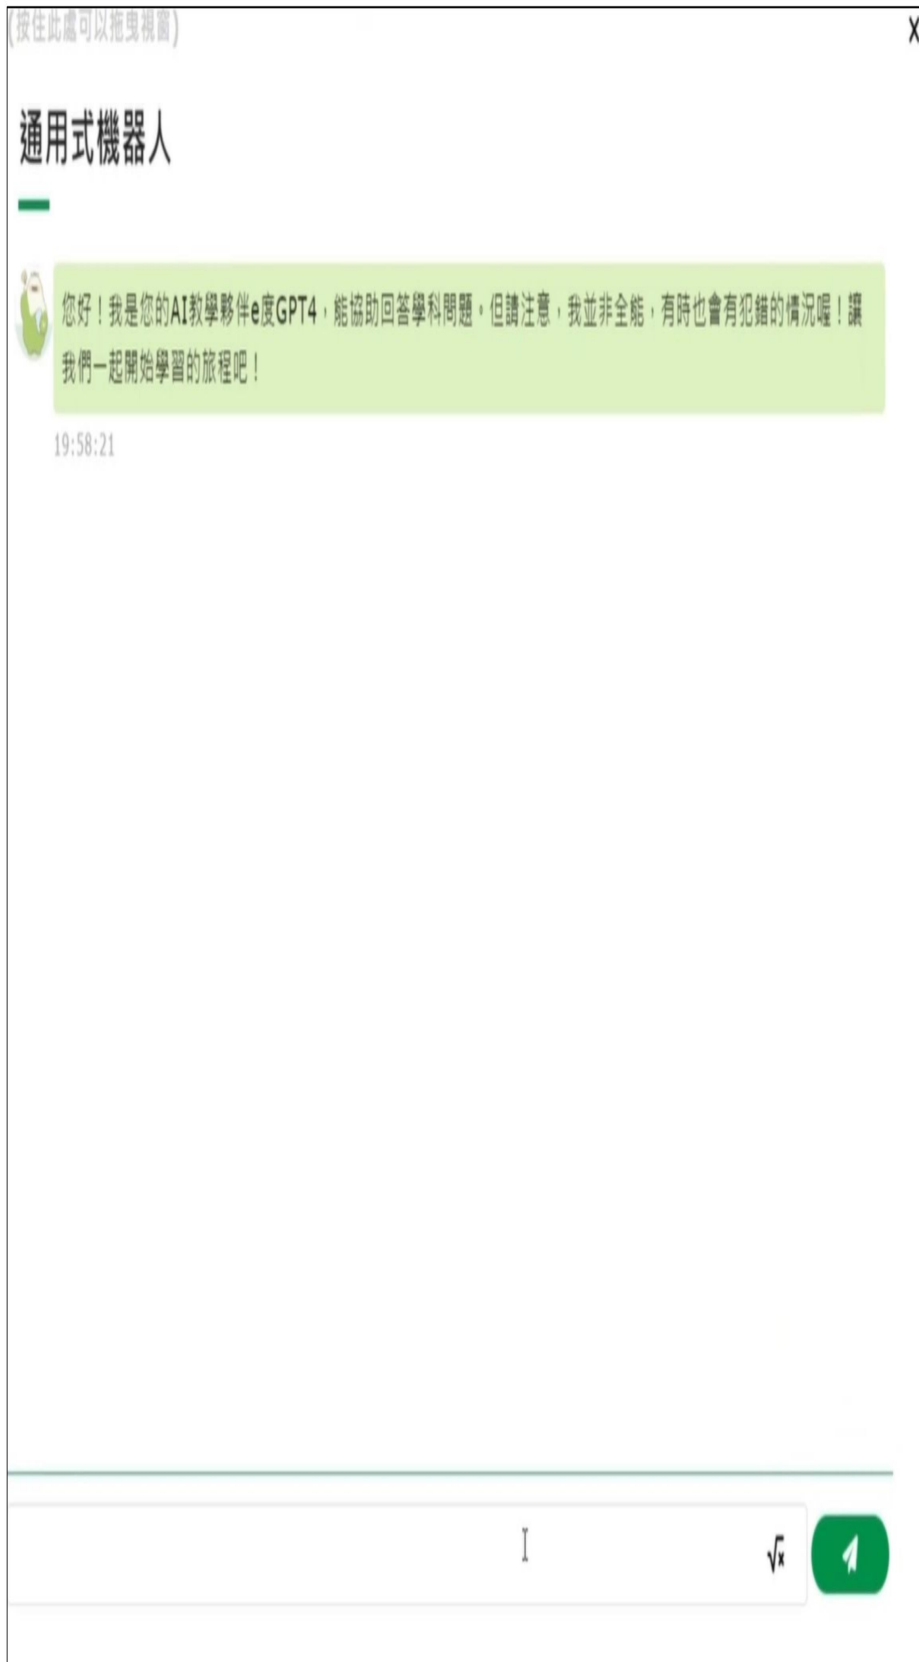 (按住此處可以拖曳視窗)
X
通用式機器人
您好！我是您的AI教學夥伴e度GPT4，能協助回答學科問題。但請注意，我並非全能，有時也會有犯錯的情況喔！讓
我們一起開始學習的旅程吧！
19:58:21
√x